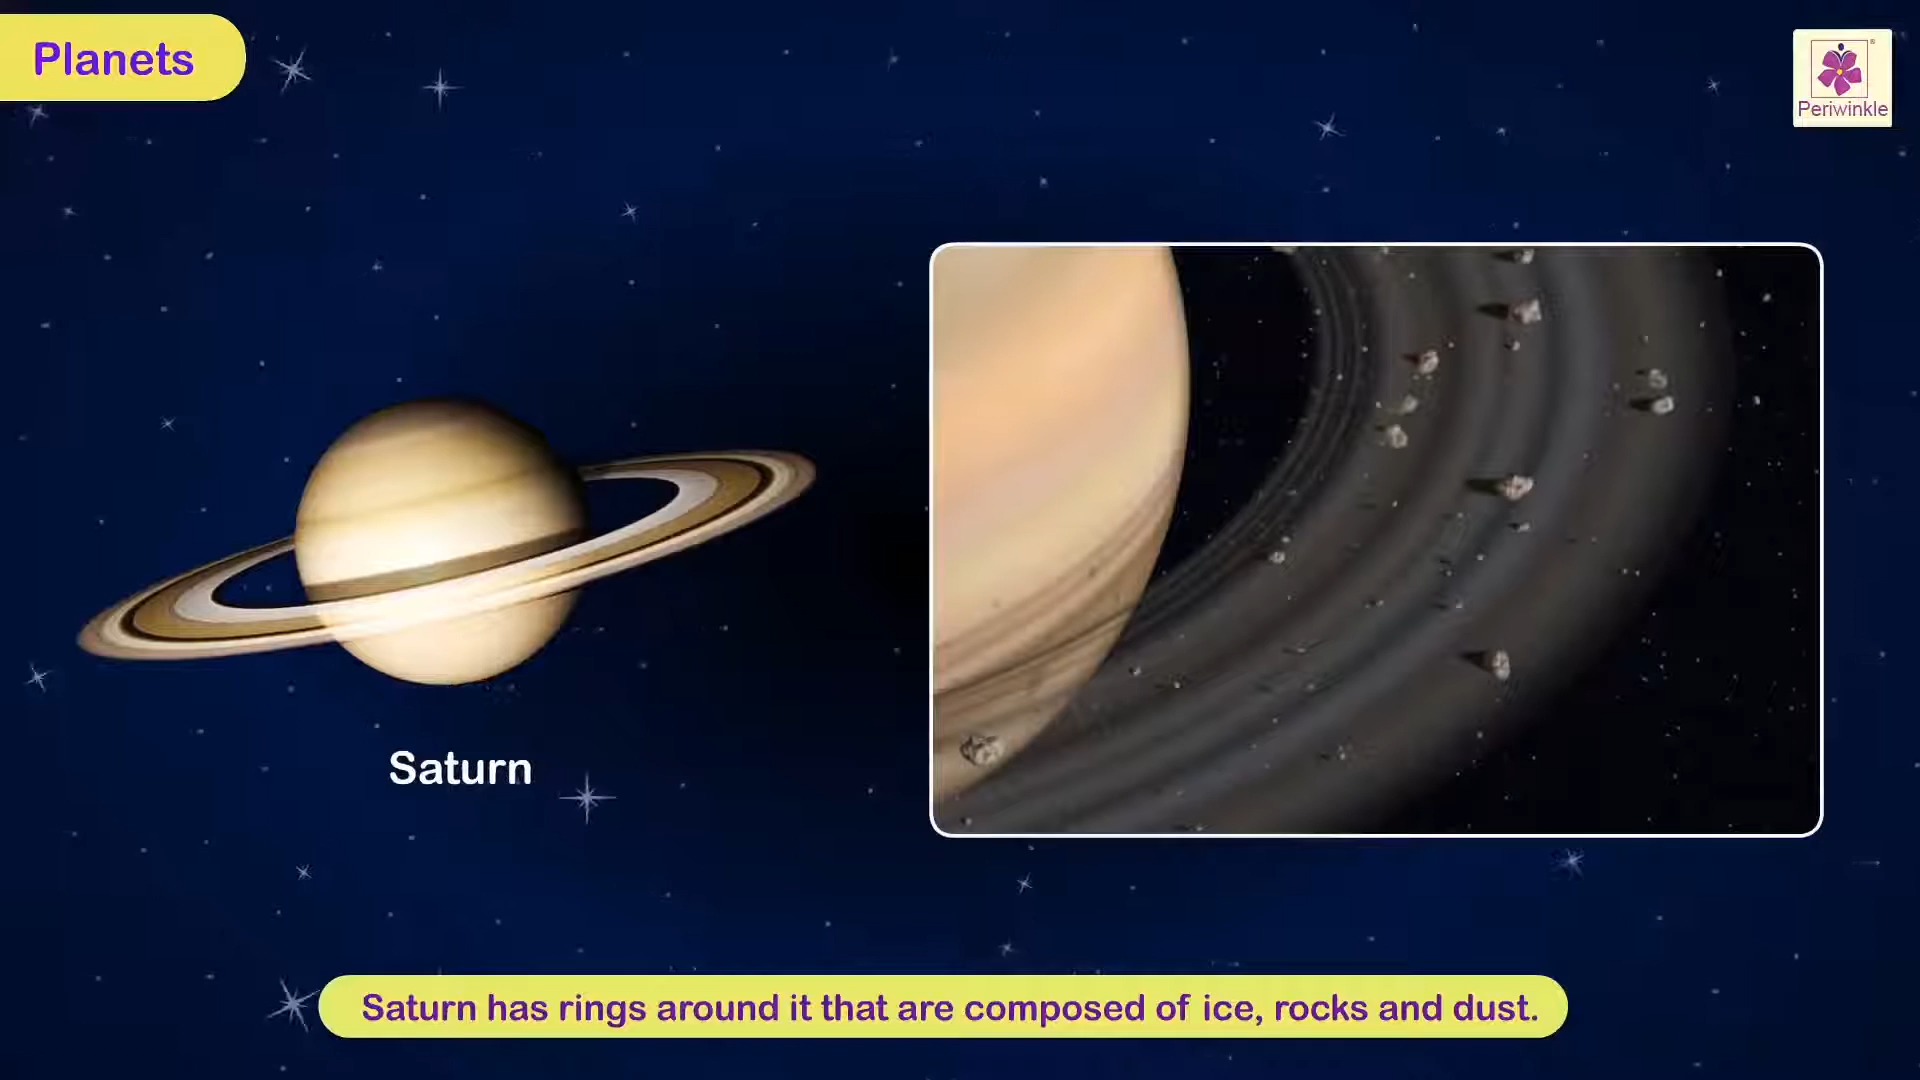 Planets
Periwinkle
Saturn
Saturn has rings around it that are composed of ice, rocks and dust.